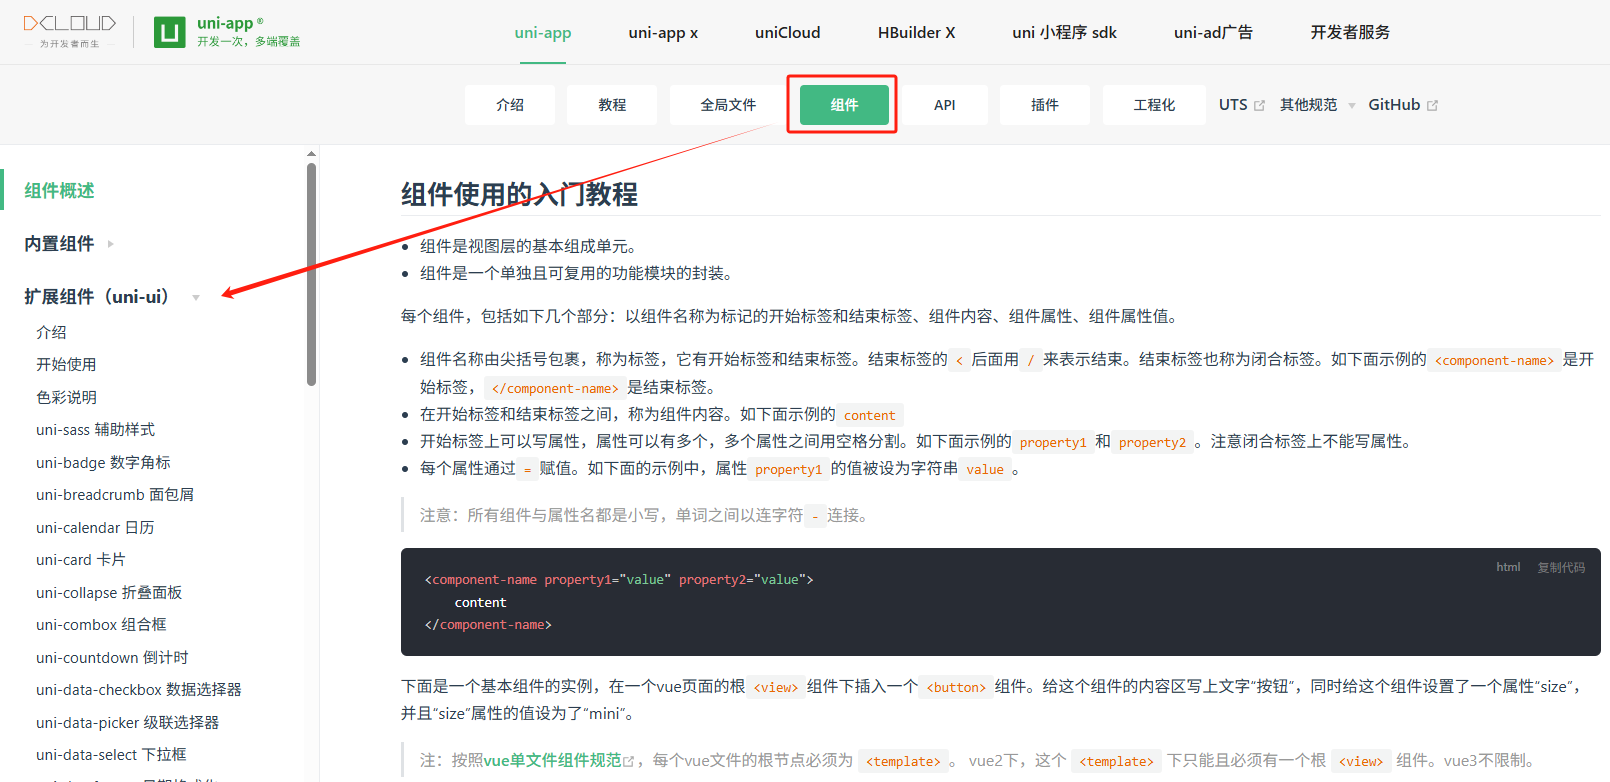 DCLOUD
为开发者而生
uni-app ®
开发一次，多端覆盖
uni-app
uni-app x
uniCloud
HBuilder X
uni 小程序 sdk
uni-ad广告
开发者服务
介绍
教程
全局文件
组件
API
插件
工程化
UTS
其他规范
GitHub
组件概述
内置组件
扩展组件（uni-ui）
介绍
开始使用
色彩说明
uni-sass 辅助样式
uni-badge 数字角标
uni-breadcrumb 面包屑
uni-calendar 日历
uni-card 卡片
uni-collapse 折叠面板
uni-combox 组合框
uni-countdown 倒计时
uni-data-checkbox 数据选择器
uni-data-picker 级联选择器
uni-data-select 下拉框
组件使用的入门教程
组件是视图层的基本组成单元。
组件是一个单独且可复用的功能模块的封装。
每个组件，包括如下几个部分：以组件名称为标记的开始标签和结束标签、组件内容、组件属性、组件属性值。
组件名称由尖括号包裹，称为标签，它有开始标签和结束标签。结束标签的 < 后面用 / 来表示结束。结束标签也称为闭合标签。如下面示例的 <component-name> 是开
始标签， </component-name> 是结束标签。
在开始标签和结束标签之间，称为组件内容。如下面示例的 content
开始标签上可以写属性，属性可以有多个，多个属性之间用空格分割。如下面示例的 property1 和 property2 。注意闭合标签上不能写属性。
每个属性通过 = 赋值。如下面的示例中，属性 property1 的值被设为字符串 value 。
注意：所有组件与属性名都是小写，单词之间以连字符 - 连接。
html 复制代码
<component-name property1="value" property2="value">
content
</component-name>
下面是一个基本组件的实例，在一个vue页面的根 <view> 组件下插入一个 <button> 组件。给这个组件的内容区写上文字“按钮”，同时给这个组件设置了一个属性“size”，
并且“size”属性的值设为了“mini”。
注：按照vue单文件组件规范，每个vue文件的根节点必须为 <template> 。 vue2下，这个 <template> 下只能且必须有一个根 <view> 组件。vue3不限制。